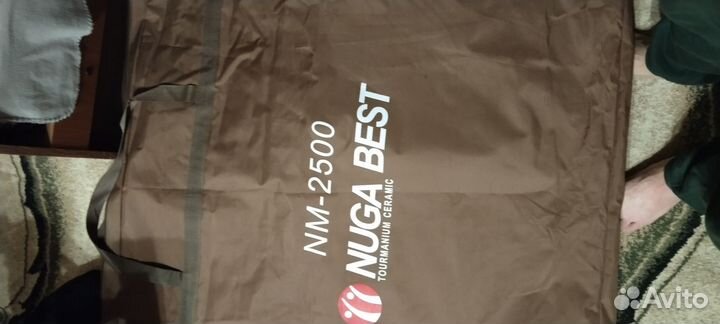 NM-2500
NUGA BEST
TOURMANIUM CERAMIC
Avito